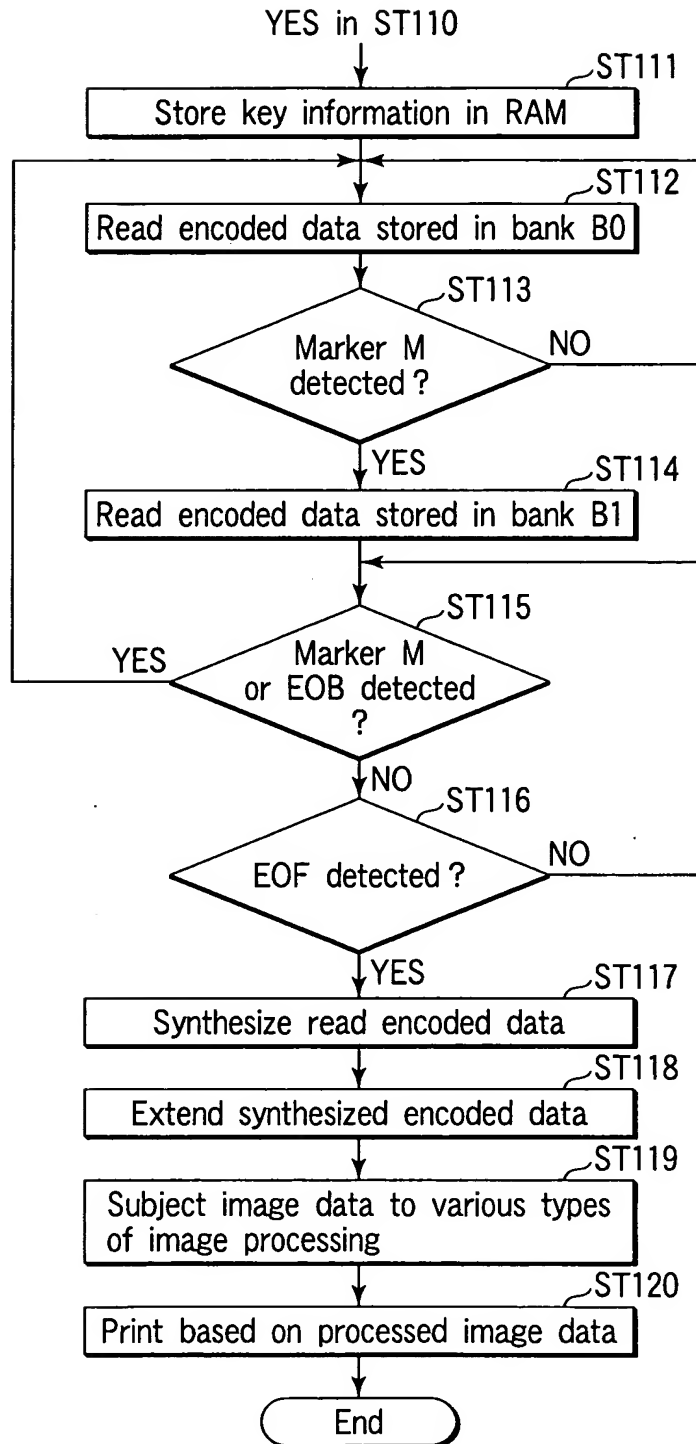 YES in ST110
ST111
Store key information in RAM
ST112
Read encoded data stored in bank B0
ST113
Marker M
detected ?
NO
YES
ST114
Read encoded data stored in bank B1
ST115
YES
Marker M
or EOB detected
?
NO
ST116
EOF detected ?
NO
YES
ST117
Synthesize read encoded data
ST118
Extend synthesized encoded data
ST119
Subject image data to various types
of image processing
ST120
Print based on processed image data
End